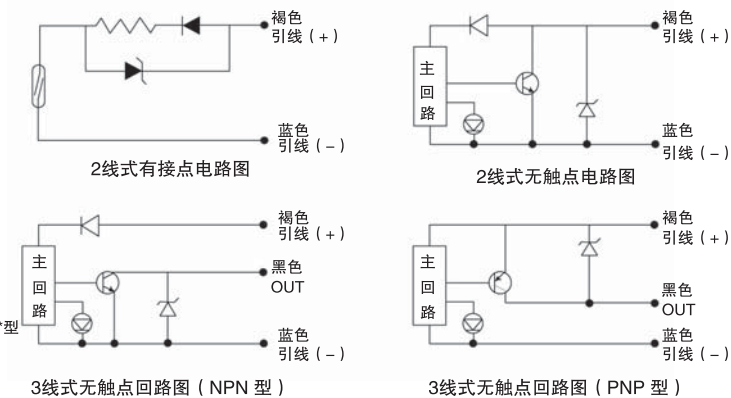 褐色
引线（+）
蓝色
引线（-）
2线式有接点电路图
褐色
引线（+）
主
回
路
蓝色
引线（-）
2线式无触点电路图
褐色
引线（+）
主
回
路
黑色
OUT
蓝色
引线（-）
*型
3线式无触点回路图（NPN 型）
褐色
引线（+）
主
回
路
黑色
OUT
蓝色
引线（-）
3线式无触点回路图（PNP 型）